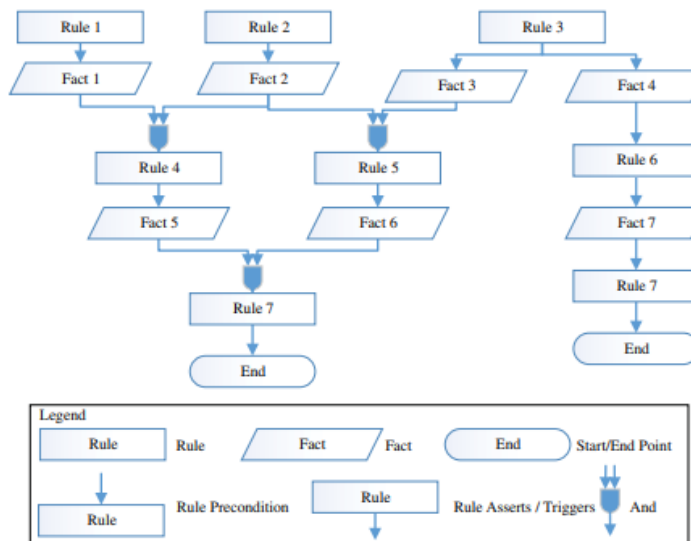 Rule 1
Rule 2
Rule 3
Fact 1
Fact 2
Fact 3
Fact 4
Rule 4
Rule 5
Rule 6
Fact 5
Fact 6
Fact 7
Rule 7
Rule 7
End
End
Legend
Rule
Rule
Fact
Fact
End
Start/End Point
Rule
Rule Precondition
Rule
Rule Asserts / Triggers
And